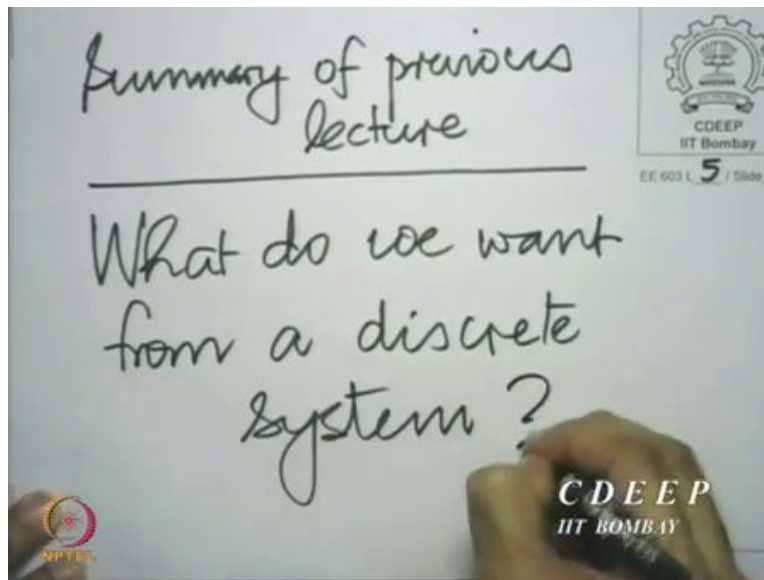 Summary of previous
lecture
CDEEP
IIT Bombay
EE 603 L 5 / Slide
What do we want
from a discrete
system ?
NPTEL
CDEEP
IIT BOMBAY